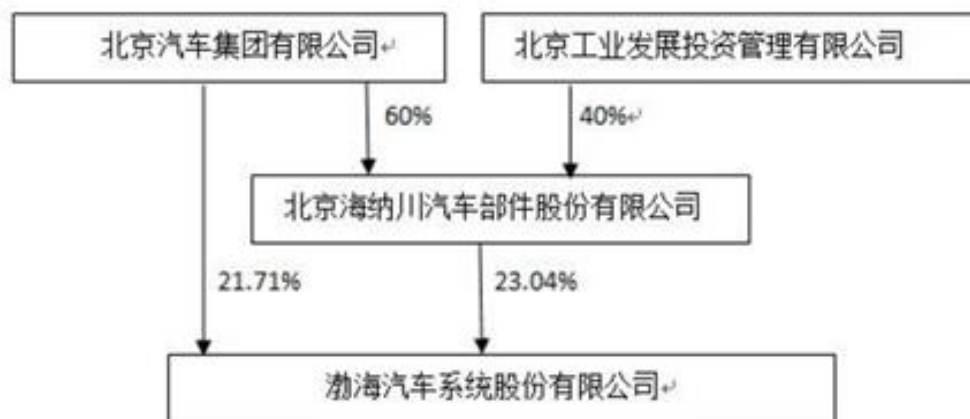 北京汽车集团有限公司
北京工业发展投资管理有限公司
60%
40%
北京海纳川汽车部件股份有限公司
21.71%
23.04%
渤海汽车系统股份有限公司